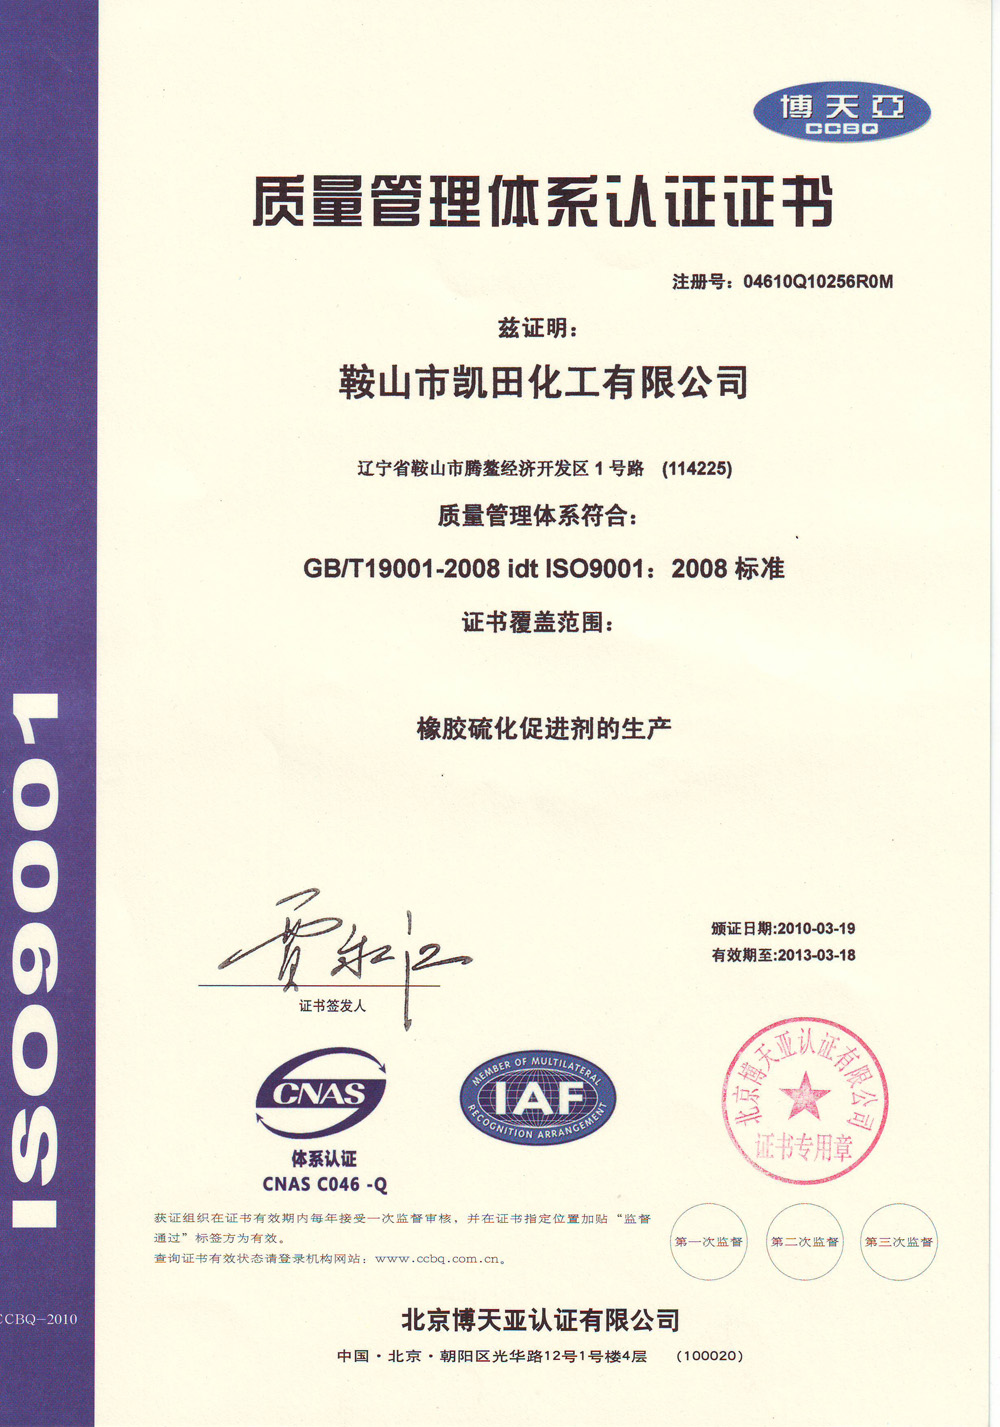 博天亞
CCBQ
质量管理体系认证证书
注册号：04610Q10256R0M
兹证明：
鞍山市凯田化工有限公司
辽宁省鞍山市腾鳌经济开发区1号路 (114225)
质量管理体系符合：
GB/T19001-2008 idt ISO9001：2008 标准
证书覆盖范围：
橡胶硫化促进剂的生产
ISO9001
颁证日期:2010-03-19
有效期至:2013-03-18
证书签发人
CNAS
体系认证
CNAS C046 -Q
MEMBER OF MULTILATERAL
IAF
RECOGNITION ARRANGEMENT
北京博天亚认证有限公司
证书专用章
获证组织在证书有效期内每年接受一次监督审核，并在证书指定位置加贴“监督
通过”标签方为有效。
查询证书有效状态请登录机构网站：www.ccbq.com.cn。
第一次监督
第二次监督
第三次监督
CCBQ-2010
北京博天亚认证有限公司
中国·北京·朝阳区光华路12号1号楼4层 （100020）